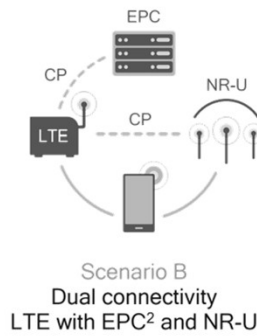 EPC
CP
NR-U
LTE
CP
Scenario B
Dual connectivity
LTE with EPC² and NR-U